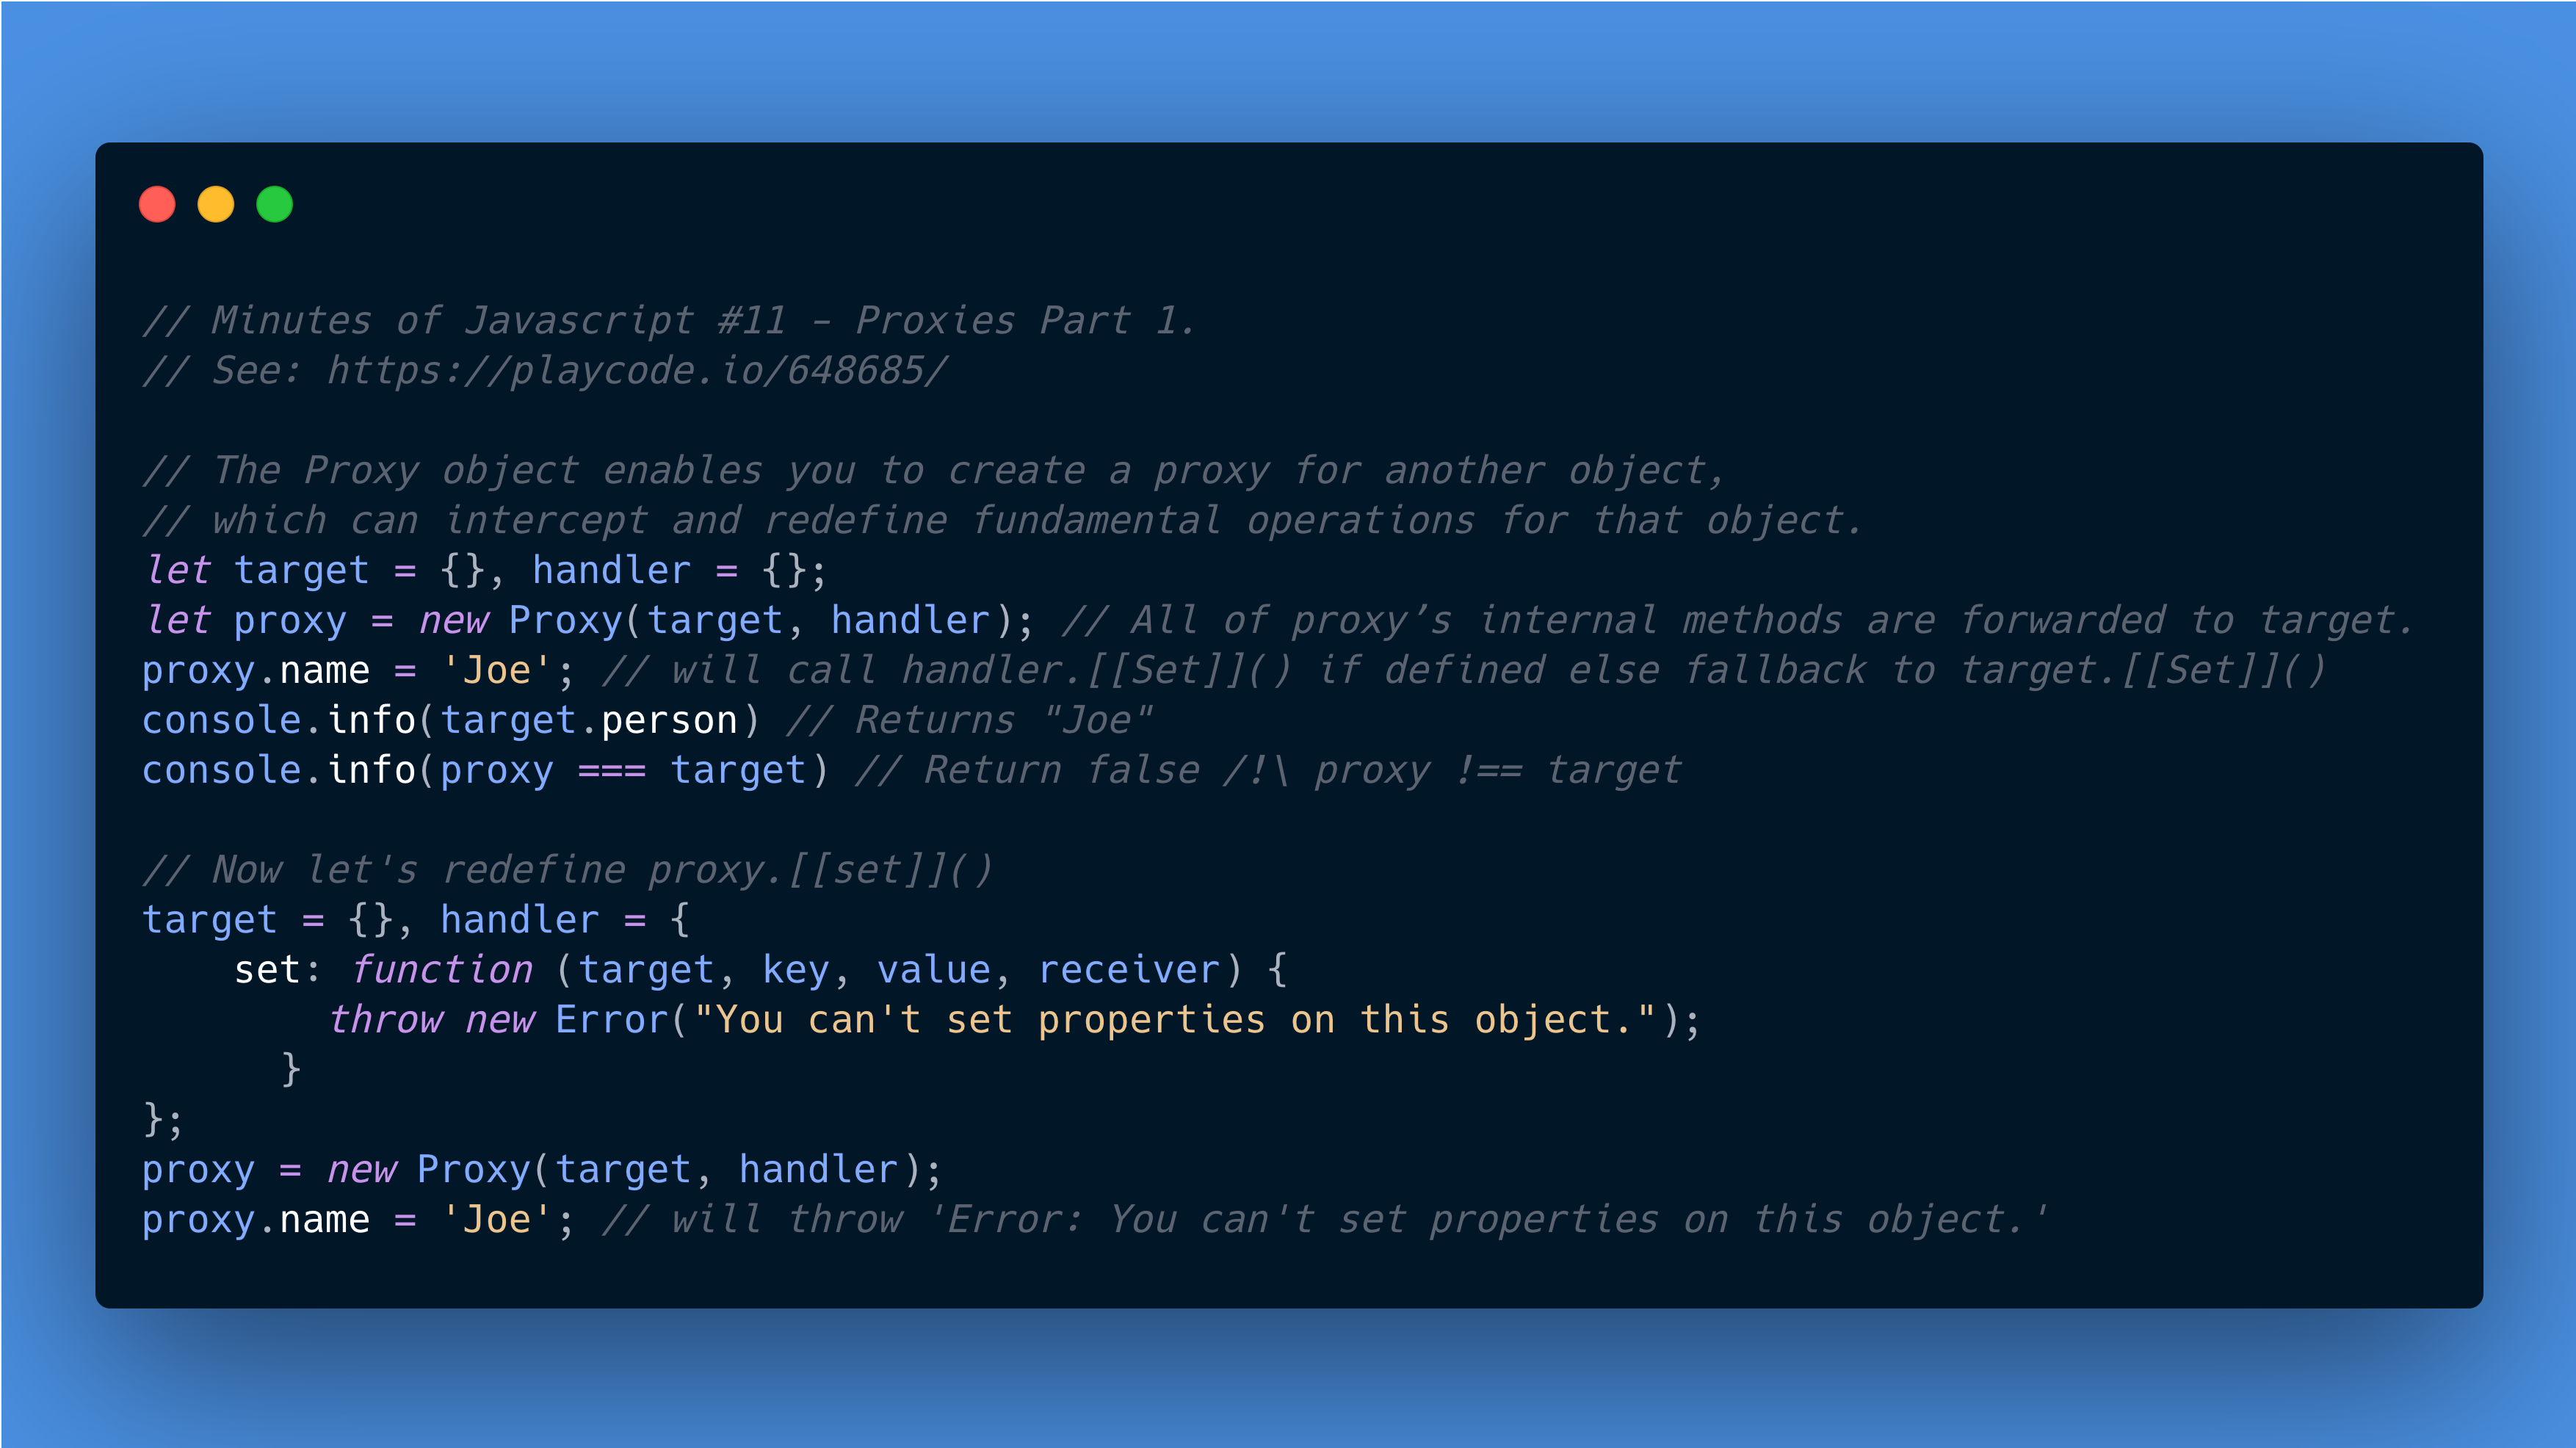 // Minutes of Javascript #11 – Proxies Part 1.
// See: https://playcode.io/648685/

// The Proxy object enables you to create a proxy for another object,
// which can intercept and redefine fundamental operations for that object.
let target = {}, handler = {};
let proxy = new Proxy(target, handler); // All of proxy’s internal methods are forwarded to target.
proxy.name = 'Joe'; // will call handler.[[Set]]() if defined else fallback to target.[[Set]]()
console.info(target.person) // Returns "Joe"
console.info(proxy === target) // Return false /!\ proxy !== target

// Now let's redefine proxy.[[set]]()
target = {}, handler = {
    set: function (target, key, value, receiver) {
        throw new Error("You can't set properties on this object.");
      }
};
proxy = new Proxy(target, handler);
proxy.name = 'Joe'; // will throw 'Error: You can't set properties on this object.'